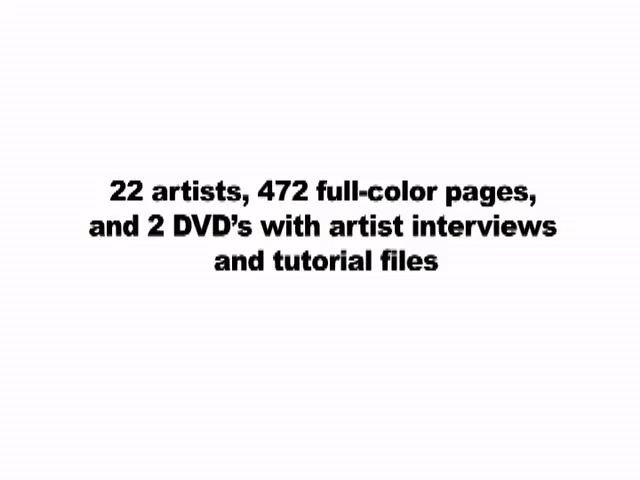 22 artists, 472 full-color pages,
and 2 DVD’s with artist interviews
and tutorial files